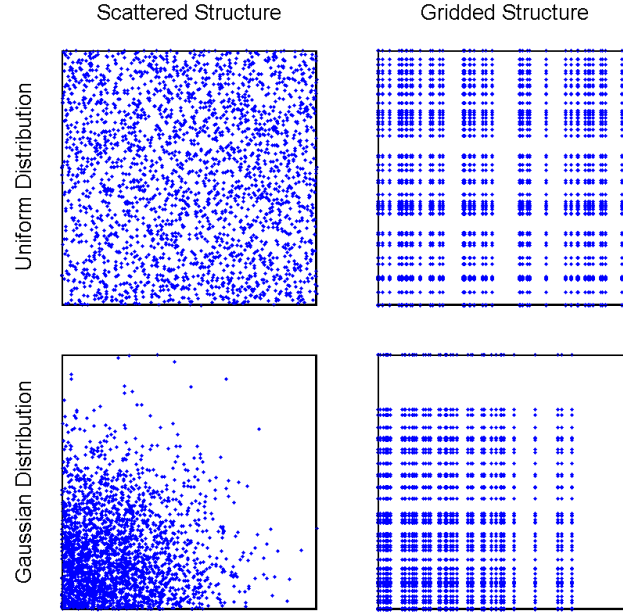 Scattered Structure
Gridded Structure
Uniform Distribution
Gaussian Distribution